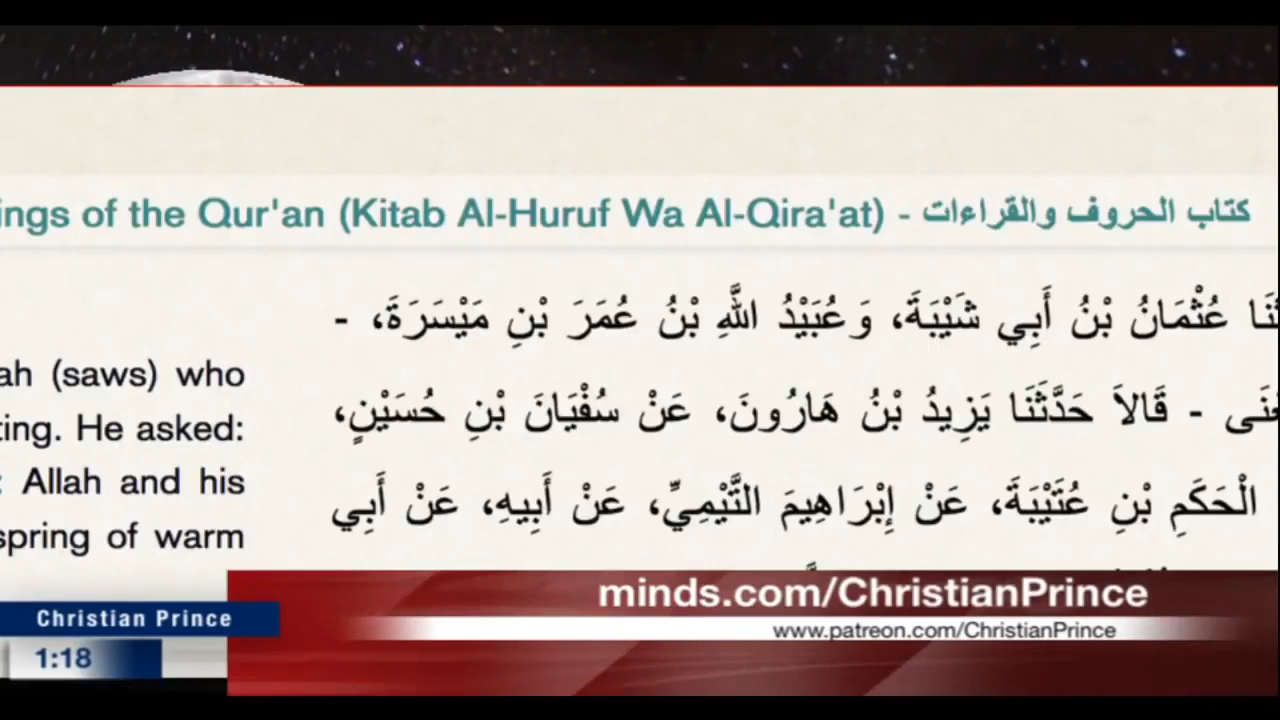 ings of the Qur'an (Kitab Al-Huruf Wa Al-Qira'at) - كتاب الحروف والقراءات
عُثْمَانُ بْنُ أَبِي شَيْبَةَ، وَعُبَيْدُ اللَّهِ بْنُ عُمَرَ بْنِ مَيْسَرَةَ، -
- قَالاَ حَدَّثَنَا يَزِيدُ بْنُ هَارُونَ، عَنْ سُفْيَانَ بْنِ حُسَيْنٍ،
الْحَكَمِ بْنِ عُتَيْبَةَ، عَنْ إِبْرَاهِيمَ التَّيْمِيِّ، عَنْ أَبِيهِ، عَنْ أَبِي
ah (saws) who
ting. He asked:
: Allah and his
spring of warm
minds.com/ChristianPrince
www.patreon.com/ChristianPrince
Christian Prince
1:18